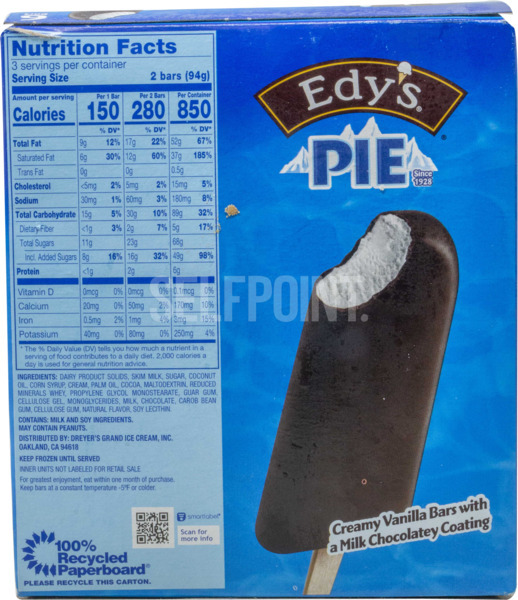 Nutrition Facts
3 servings per container
Serving Size 2 bars (94g)
Amount per serving Per 1 Bar Per 2 Bars Per Container
Calories 150 280 850
% DV* % DV* % DV*
Total Fat 9g 12% 17g 22% 52g 67%
Saturated Fat 6g 30% 12g 60% 37g 185%
Trans Fat 0g 0g 0.5g
Cholesterol <5mg 2% 5mg 2% 15mg 5%
Sodium 30mg 1% 60mg 3% 180mg 8%
Total Carbohydrate 15g 5% 30g 10% 89g 32%
Dietary Fiber <1g 3% 2g 7% 5g 17%
Total Sugars 11g 23g 68g
Incl. Added Sugars 8g 16% 16g 32% 49g 98%
Protein <1g 2g 6g
Vitamin D 0mcg 0% 0mcg 0% 0.1mcg 0%
Calcium 20mg 0% 50mg 2% 170mg 10%
Iron 0.5mg 2% 1mg 15%
Potassium 40mg 0% 80mg 0% 250mg 4%
* The % Daily Value (DV) tells you how much a nutrient in a
serving of food contributes to a daily diet. 2,000 calories a
day is used for general nutrition advice.
INGREDIENTS: DAIRY PRODUCT SOLIDS, SKIM MILK, SUGAR, COCONUT
OIL, CORN SYRUP, CREAM, PALM OIL, COCOA, MALTODEXTRIN, REDUCED
MINERALS WHEY, PROPYLENE GLYCOL MONOSTEARATE, GUAR GUM,
CELLULOSE GEL, MONOGLYCERIDES, MILK, CHOCOLATE, CAROB BEAN
GUM, CELLULOSE GUM, NATURAL FLAVOR, SOY LECITHIN
CONTAINS: MILK AND SOY INGREDIENTS.
MAY CONTAIN PEANUTS.
DISTRIBUTED BY: DREYER'S GRAND ICE CREAM, INC.
OAKLAND, CA 94618
KEEP FROZEN UNTIL SERVED
INNER UNITS NOT LABELED FOR RETAIL SALE
For greatest enjoyment, eat within one month of purchase.
Keep bars at a constant temperature -5°F or colder.
smartlabel
Scan for
more info
100%
Recycled
Paperboard®
PLEASE RECYCLE THIS CARTON.
Edy's®
PIE
Since
1928
SELFPOINT.
Creamy Vanilla Bars with
a Milk Chocolatey Coating